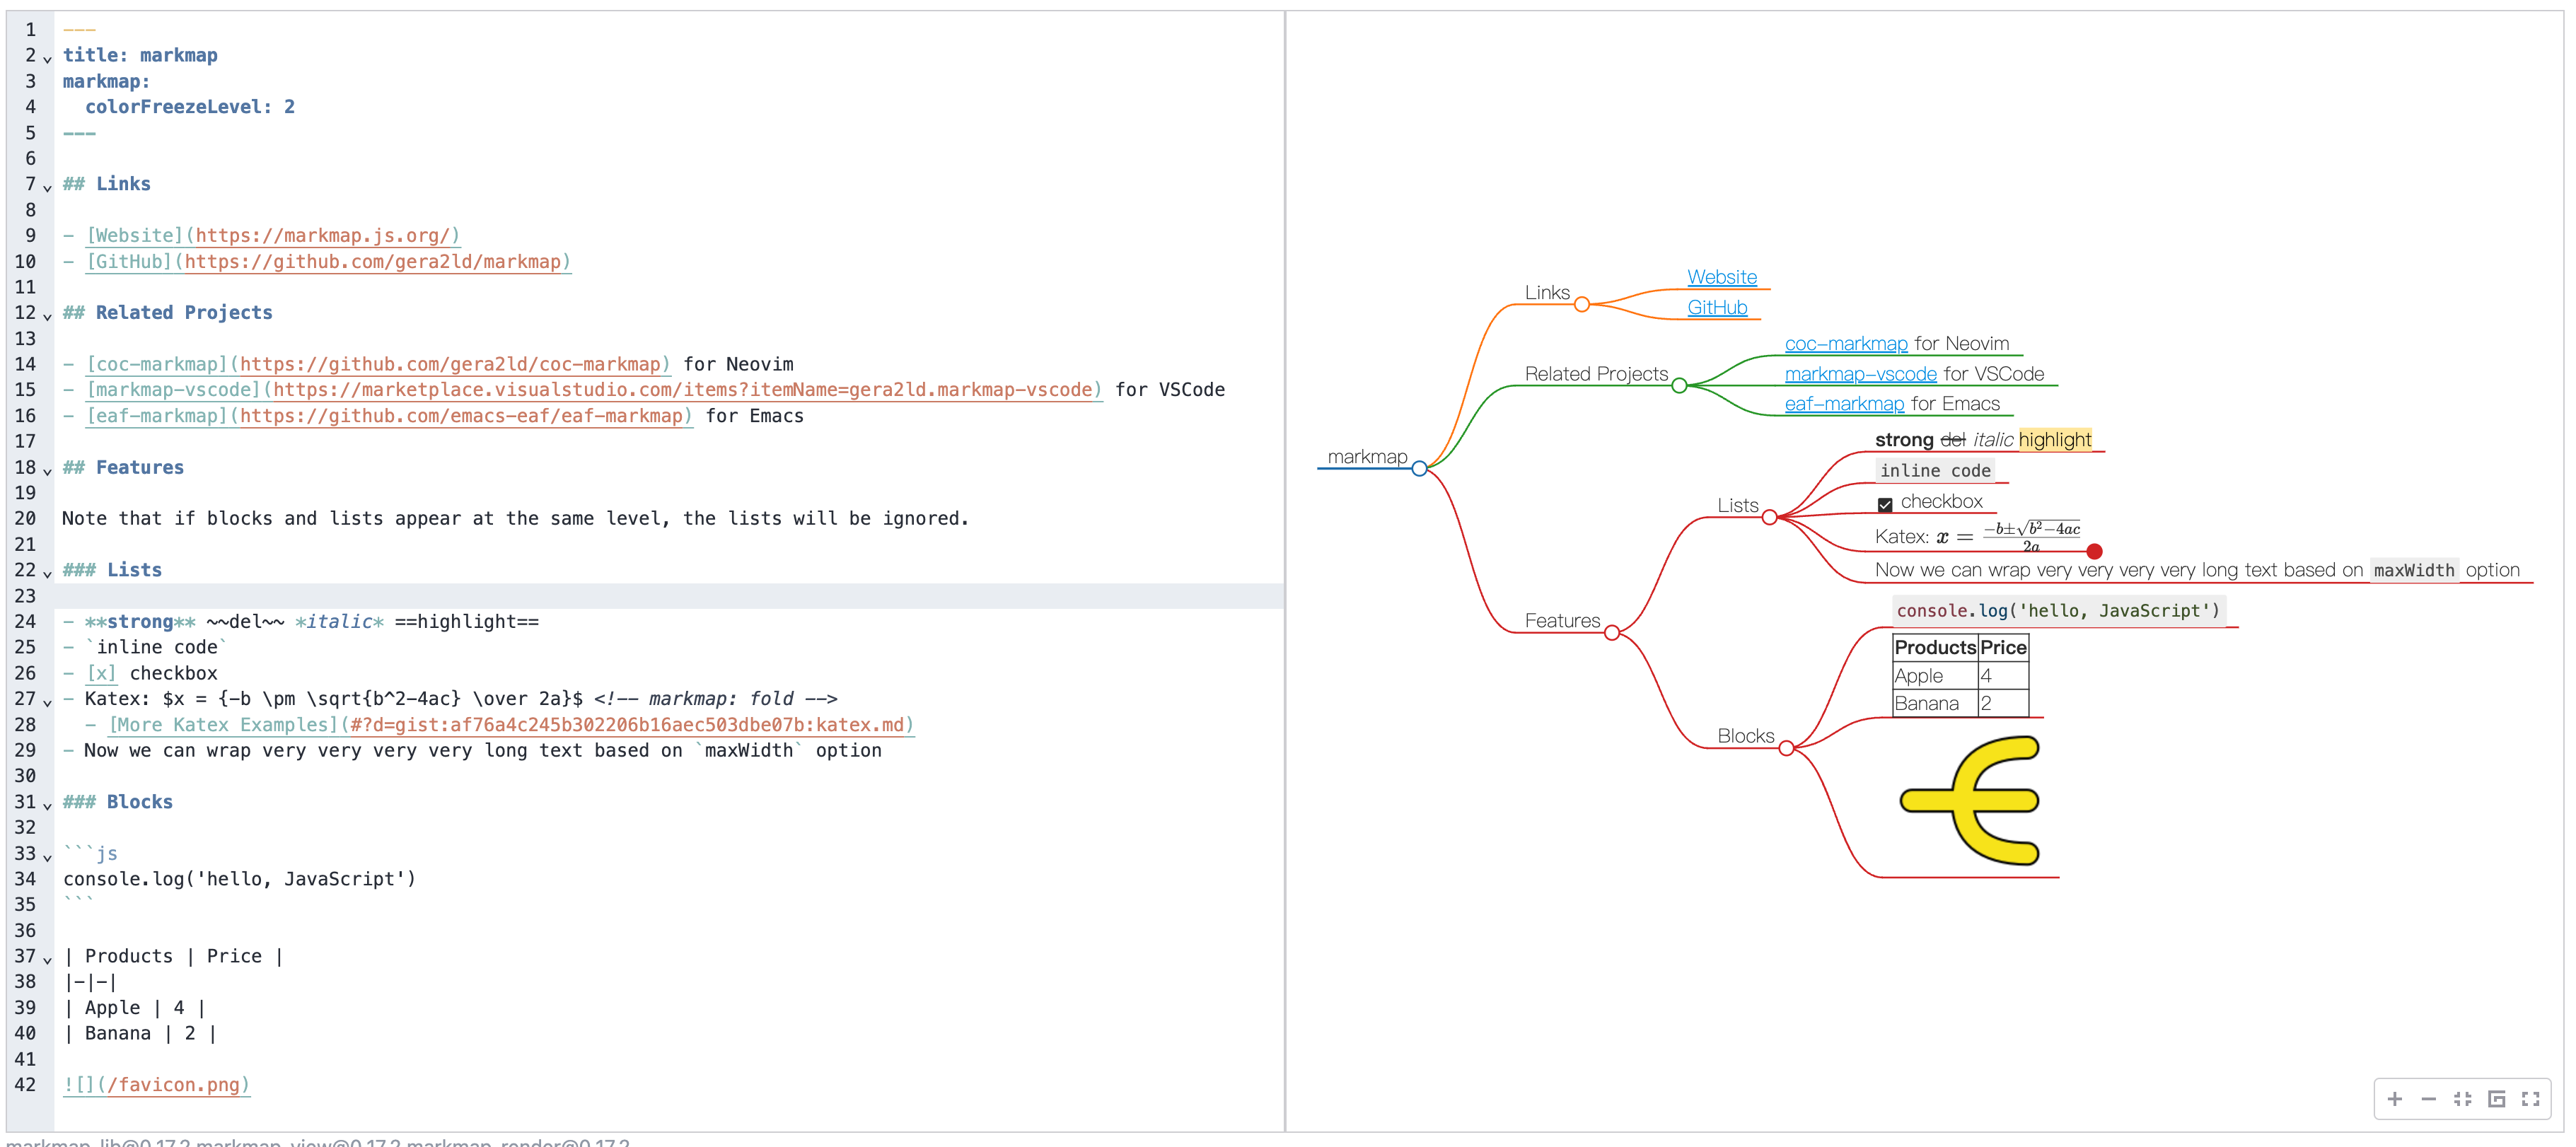 1 ---
2 title: markmap
3 markmap:
4   colorFreezeLevel: 2
5 ---
6
7 ## Links
8
9 - [Website](https://markmap.js.org/)
10 - [GitHub](https://github.com/gera2ld/markmap)
11
12 ## Related Projects
13
14 - [coc-markmap](https://github.com/gera2ld/coc-markmap) for Neovim
15 - [markmap-vscode](https://marketplace.visualstudio.com/items?itemName=gera2ld.markmap-vscode) for VSCode
16 - [eaf-markmap](https://github.com/emacs-eaf/eaf-markmap) for Emacs
17
18 ## Features
19
20 Note that if blocks and lists appear at the same level, the lists will be ignored.
21
22 ### Lists
23
24 - **strong** ~~del~~ *italic* ==highlight==
25 - `inline code`
26 - [x] checkbox
27 - Katex: $x = {-b \pm \sqrt{b^2-4ac} \over 2a}$ <!-- markmap: fold -->
28   - [More Katex Examples](#?d=gist:af76a4c245b302206b16aec503dbe07b:katex.md)
29 - Now we can wrap very very very very long text based on `maxWidth` option
30
31 ### Blocks
32
33 ```js
34 console.log('hello, JavaScript')
35 ```
36
37 | Products | Price |
38 |-|-|
39 | Apple | 4 |
40 | Banana | 2 |
41
42 ![](/favicon.png)
markmap
Links
Website
GitHub
Related Projects
coc-markmap for Neovim
markmap-vscode for VSCode
eaf-markmap for Emacs
Features
Lists
strong del italic highlight
inline code
checkbox
Katex: x = −b±√b²−4ac / 2a
Now we can wrap very very very very long text based on maxWidth option
Blocks
console.log('hello, JavaScript')
Products Price
Apple 4
Banana 2
markmap-lib@0.17.2 markmap-view@0.17.2 markmap-render@0.17.2